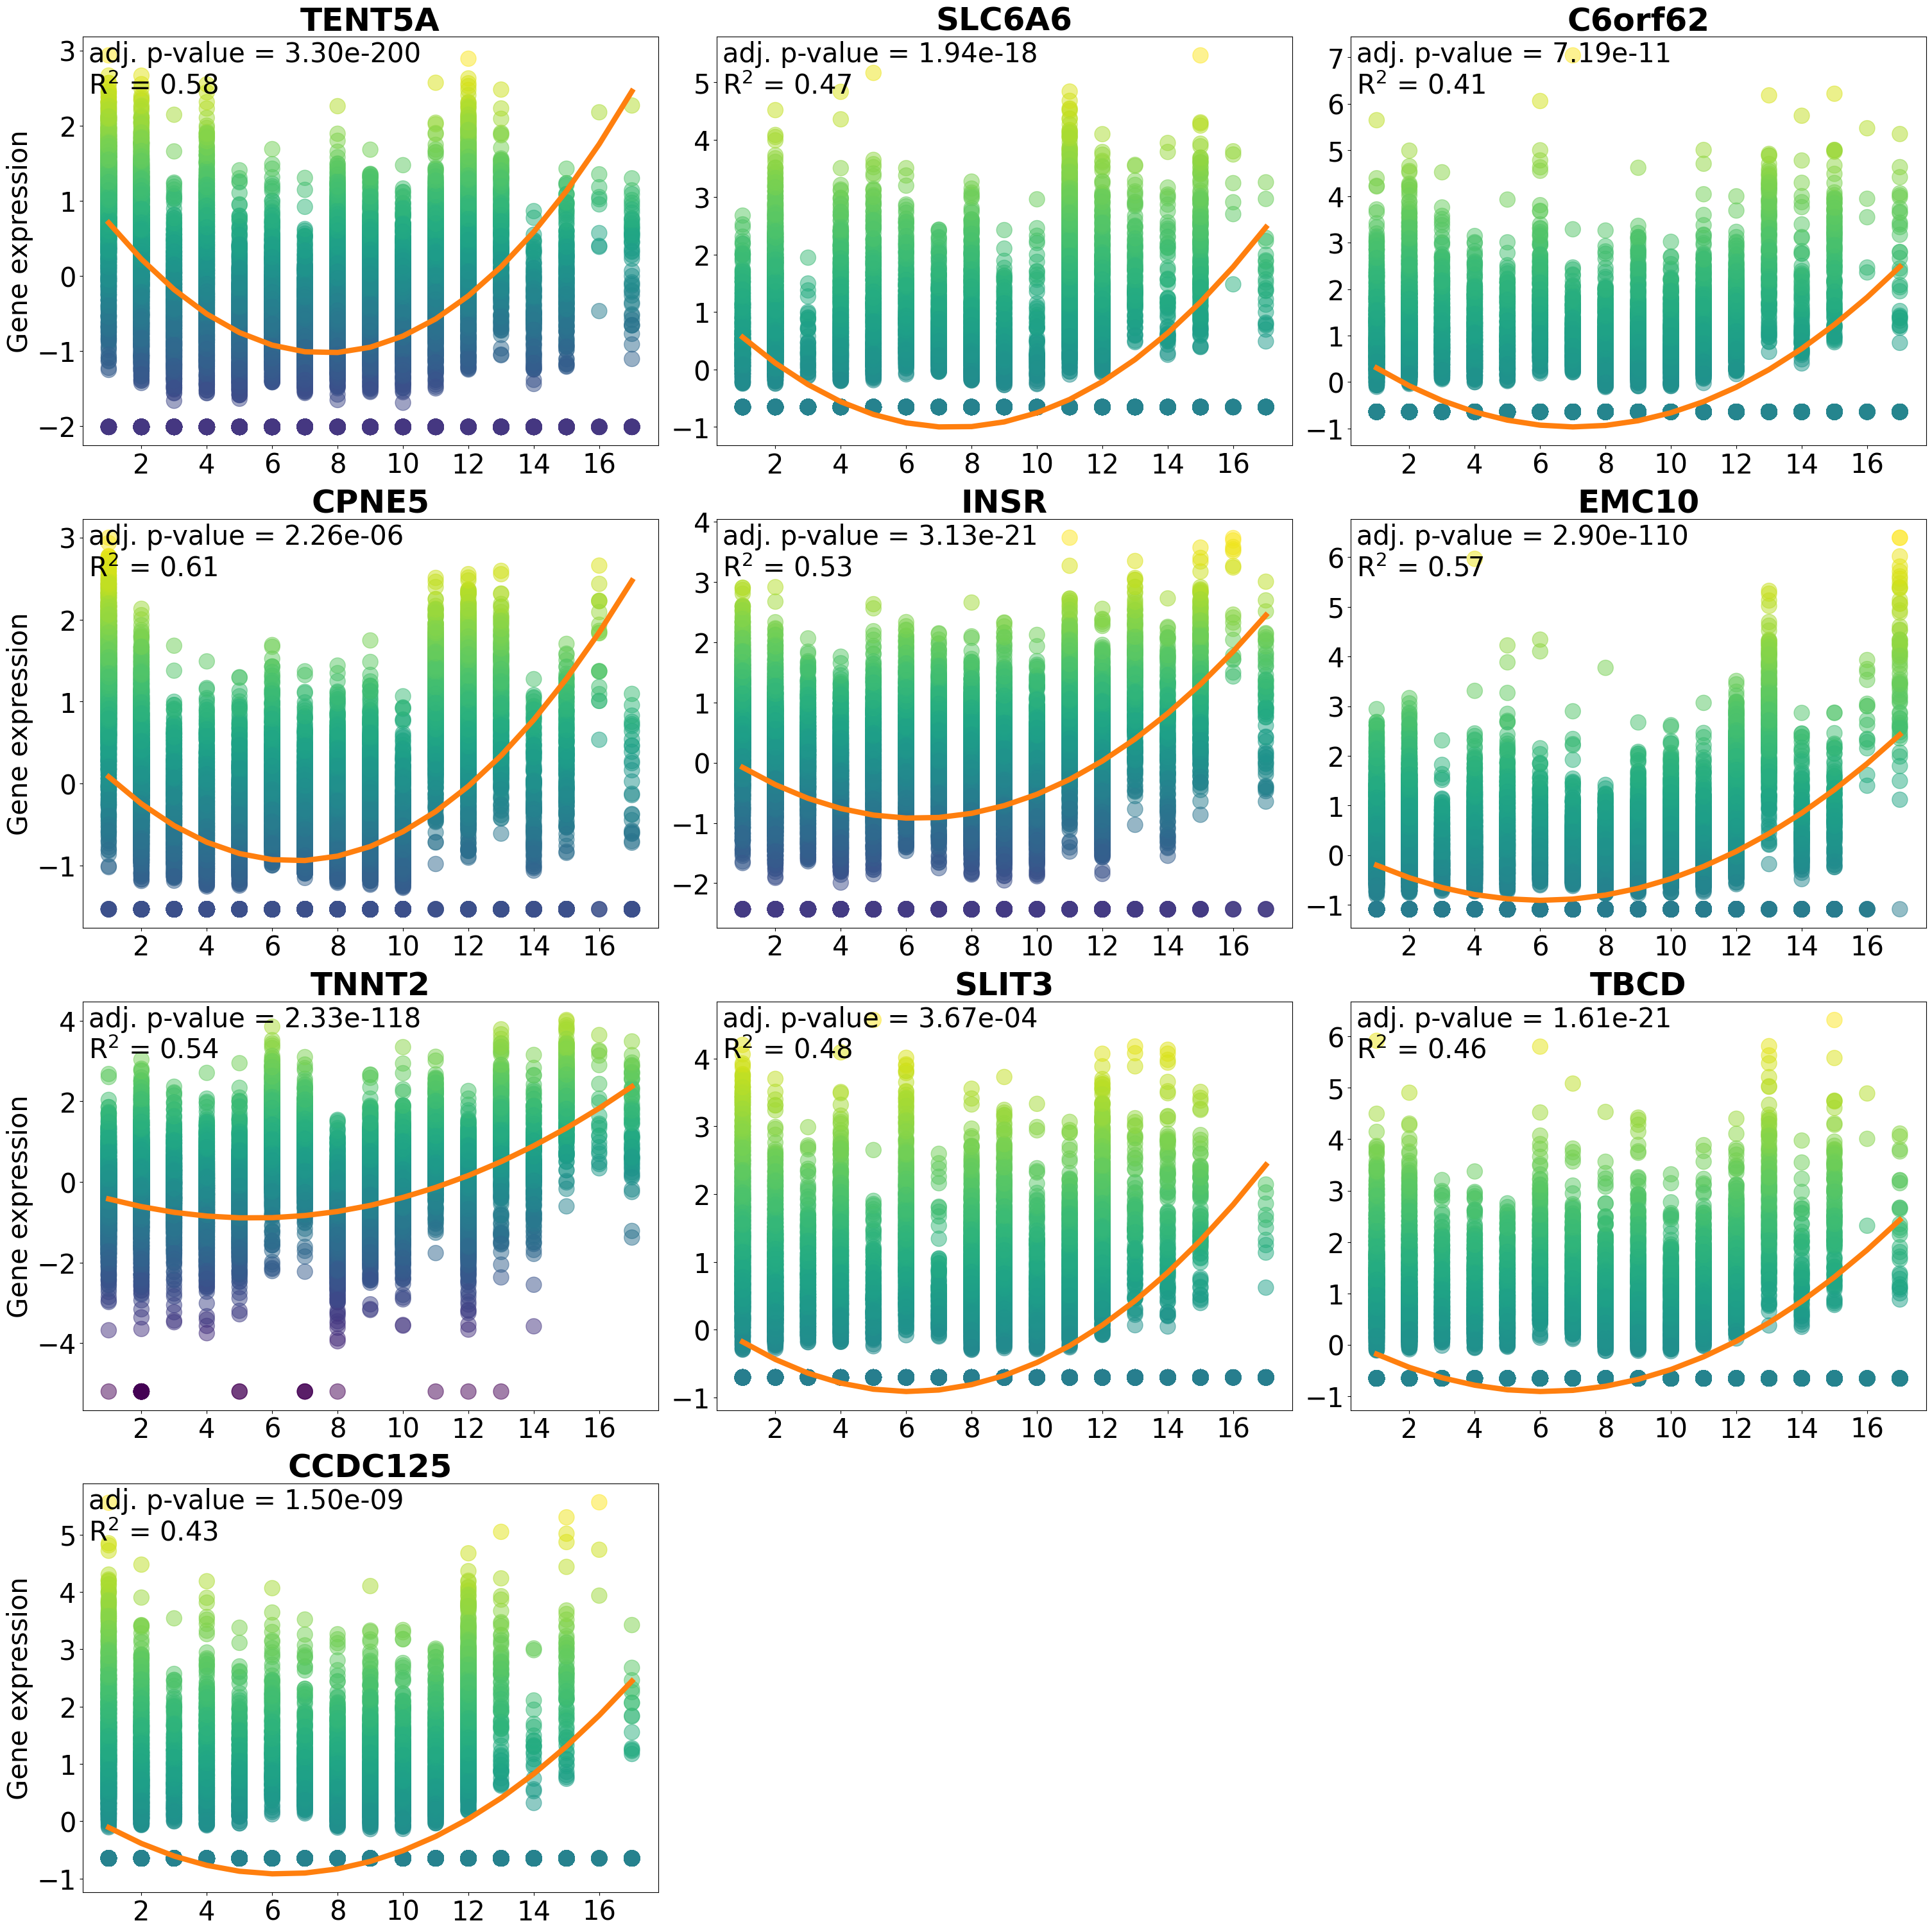 TENT5A
adj. p-value = 3.30e-200
R² = 0.58
Gene expression
3
2
1
0
−1
−2
2 4 6 8 10 12 14 16
SLC6A6
adj. p-value = 1.94e-18
R² = 0.47
5
4
3
2
1
0
−1
2 4 6 8 10 12 14 16
C6orf62
adj. p-value = 7.19e-11
R² = 0.41
7
6
5
4
3
2
1
0
−1
2 4 6 8 10 12 14 16
CPNE5
adj. p-value = 2.26e-06
R² = 0.61
Gene expression
3
2
1
0
−1
2 4 6 8 10 12 14 16
INSR
adj. p-value = 3.13e-21
R² = 0.53
4
3
2
1
0
−1
−2
2 4 6 8 10 12 14 16
EMC10
adj. p-value = 2.90e-110
R² = 0.57
6
5
4
3
2
1
0
−1
2 4 6 8 10 12 14 16
TNNT2
adj. p-value = 2.33e-118
R² = 0.54
Gene expression
4
2
0
−2
−4
2 4 6 8 10 12 14 16
SLIT3
adj. p-value = 3.67e-04
R² = 0.48
4
3
2
1
0
−1
2 4 6 8 10 12 14 16
TBCD
adj. p-value = 1.61e-21
R² = 0.46
6
5
4
3
2
1
0
−1
2 4 6 8 10 12 14 16
CCDC125
adj. p-value = 1.50e-09
R² = 0.43
Gene expression
5
4
3
2
1
0
−1
2 4 6 8 10 12 14 16